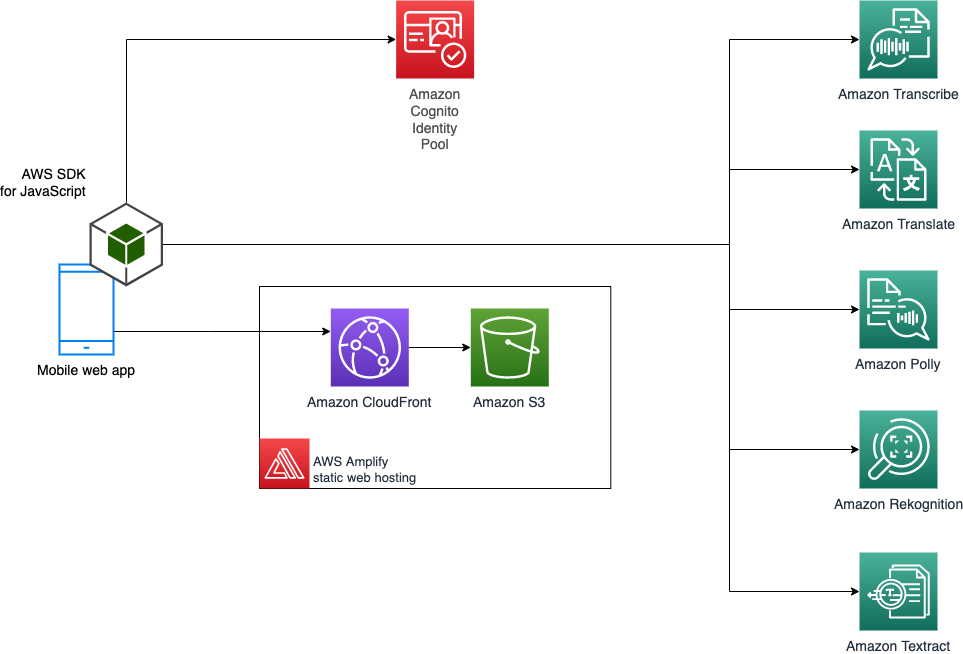 Amazon
Cognito
Identity
Pool
Amazon Transcribe
AWS SDK
for JavaScript
A
文
Amazon Translate
Mobile web app
Amazon CloudFront
Amazon S3
Amazon Polly
AWS Amplify
static web hosting
Amazon Rekognition
T
Amazon Textract